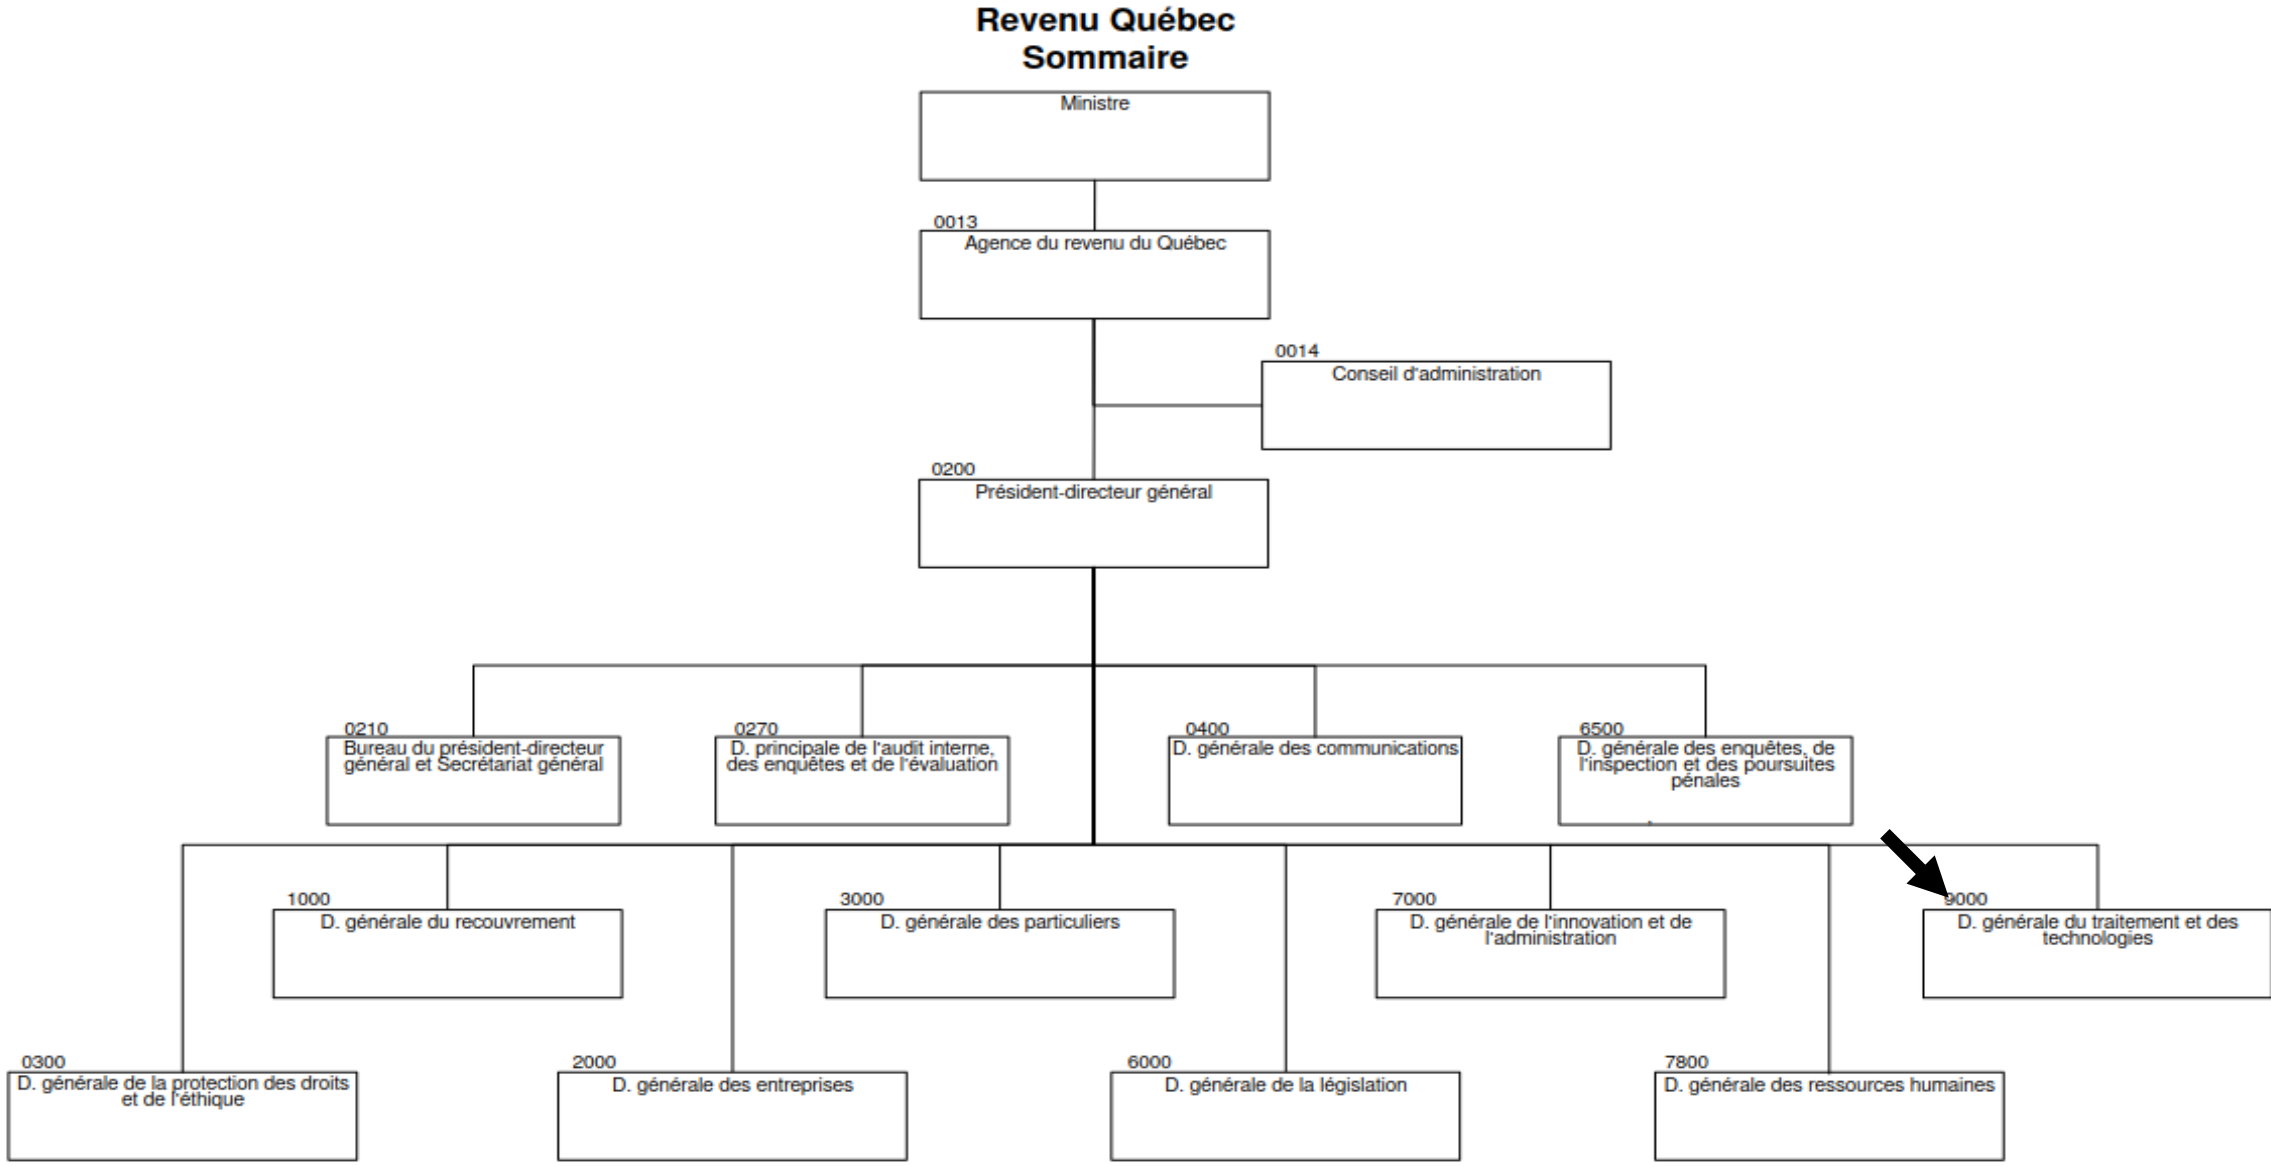 Revenu Québec
Sommaire
Ministre
0013
Agence du revenu du Québec
0014
Conseil d'administration
0200
Président-directeur général
0210
Bureau du président-directeur
général et Secrétariat général
0270
D. principale de l'audit interne,
des enquêtes et de l'évaluation
0400
D. générale des communications
6500
D. générale des enquêtes, de
l'inspection et des poursuites
pénales
1000
D. générale du recouvrement
3000
D. générale des particuliers
7000
D. générale de l'innovation et de
l'administration
9000
D. générale du traitement et des
technologies
0300
D. générale de la protection des droits
et de l'éthique
2000
D. générale des entreprises
6000
D. générale de la législation
7800
D. générale des ressources humaines